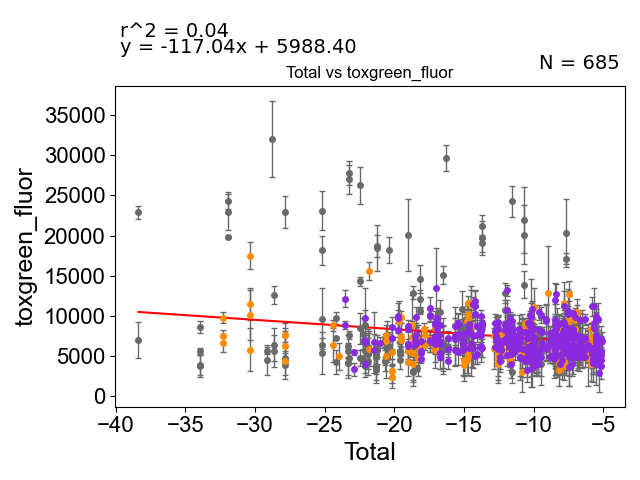 r^2 = 0.04
y = -117.04x + 5988.40
N = 685
Total vs toxgreen_fluor
35000
30000
25000
20000
15000
10000
5000
0
toxgreen_fluor
−40 −35 −30 −25 −20 −15 −10 −5
Total